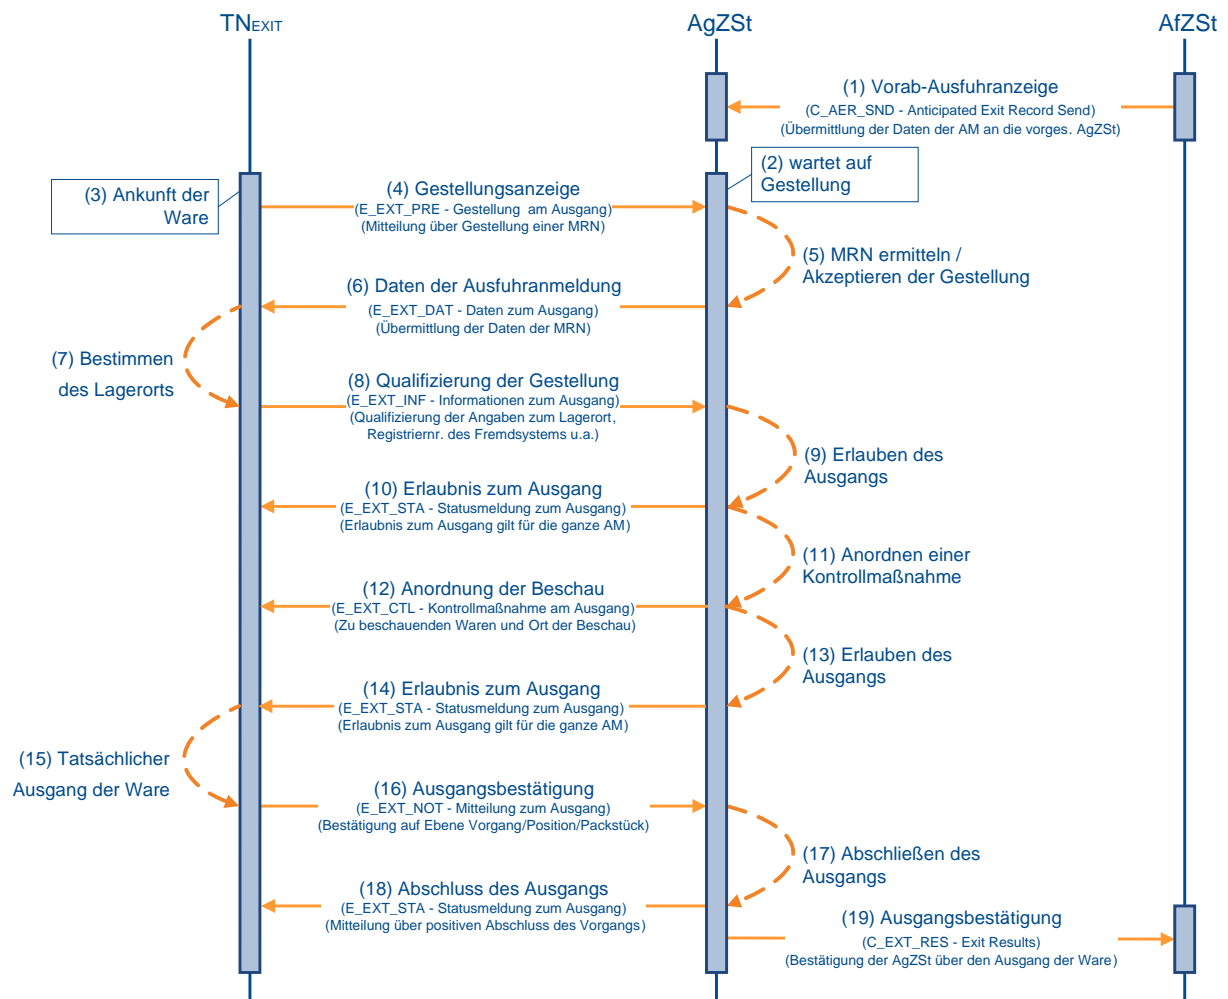 TNEXIT
AgZSt
AfZSt
(1) Vorab-Ausfuhranzeige
(C_AER_SND - Anticipated Exit Record Send)
(Übermittlung der Daten der AM an die vorges. AgZSt)
(2) wartet auf
Gestellung
(3) Ankunft der
Ware
(4) Gestellungsanzeige
(E_EXT_PRE - Gestellung am Ausgang)
(Mitteilung über Gestellung einer MRN)
(5) MRN ermitteln /
Akzeptieren der Gestellung
(6) Daten der Ausfuhranmeldung
(E_EXT_DAT - Daten zum Ausgang)
(Übermittlung der Daten der MRN)
(7) Bestimmen
des Lagerorts
(8) Qualifizierung der Gestellung
(E_EXT_INF - Informationen zum Ausgang)
(Qualifizierung der Angaben zum Lagerort,
Registriernr. des Fremdsystems u.a.)
(9) Erlauben des
Ausgangs
(10) Erlaubnis zum Ausgang
(E_EXT_STA - Statusmeldung zum Ausgang)
(Erlaubnis zum Ausgang gilt für die ganze AM)
(11) Anordnen einer
Kontrollmaßnahme
(12) Anordnung der Beschau
(E_EXT_CTL - Kontrollmaßnahme am Ausgang)
(Zu beschauenden Waren und Ort der Beschau)
(13) Erlauben des
Ausgangs
(14) Erlaubnis zum Ausgang
(E_EXT_STA - Statusmeldung zum Ausgang)
(Erlaubnis zum Ausgang gilt für die ganze AM)
(15) Tatsächlicher
Ausgang der Ware
(16) Ausgangsbestätigung
(E_EXT_NOT - Mitteilung zum Ausgang)
(Bestätigung auf Ebene Vorgang/Position/Packstück)
(17) Abschließen des
Ausgangs
(18) Abschluss des Ausgangs
(E_EXT_STA - Statusmeldung zum Ausgang)
(Mitteilung über positiven Abschluss des Vorgangs)
(19) Ausgangsbestätigung
(C_EXT_RES - Exit Results)
(Bestätigung der AgZSt über den Ausgang der Ware)